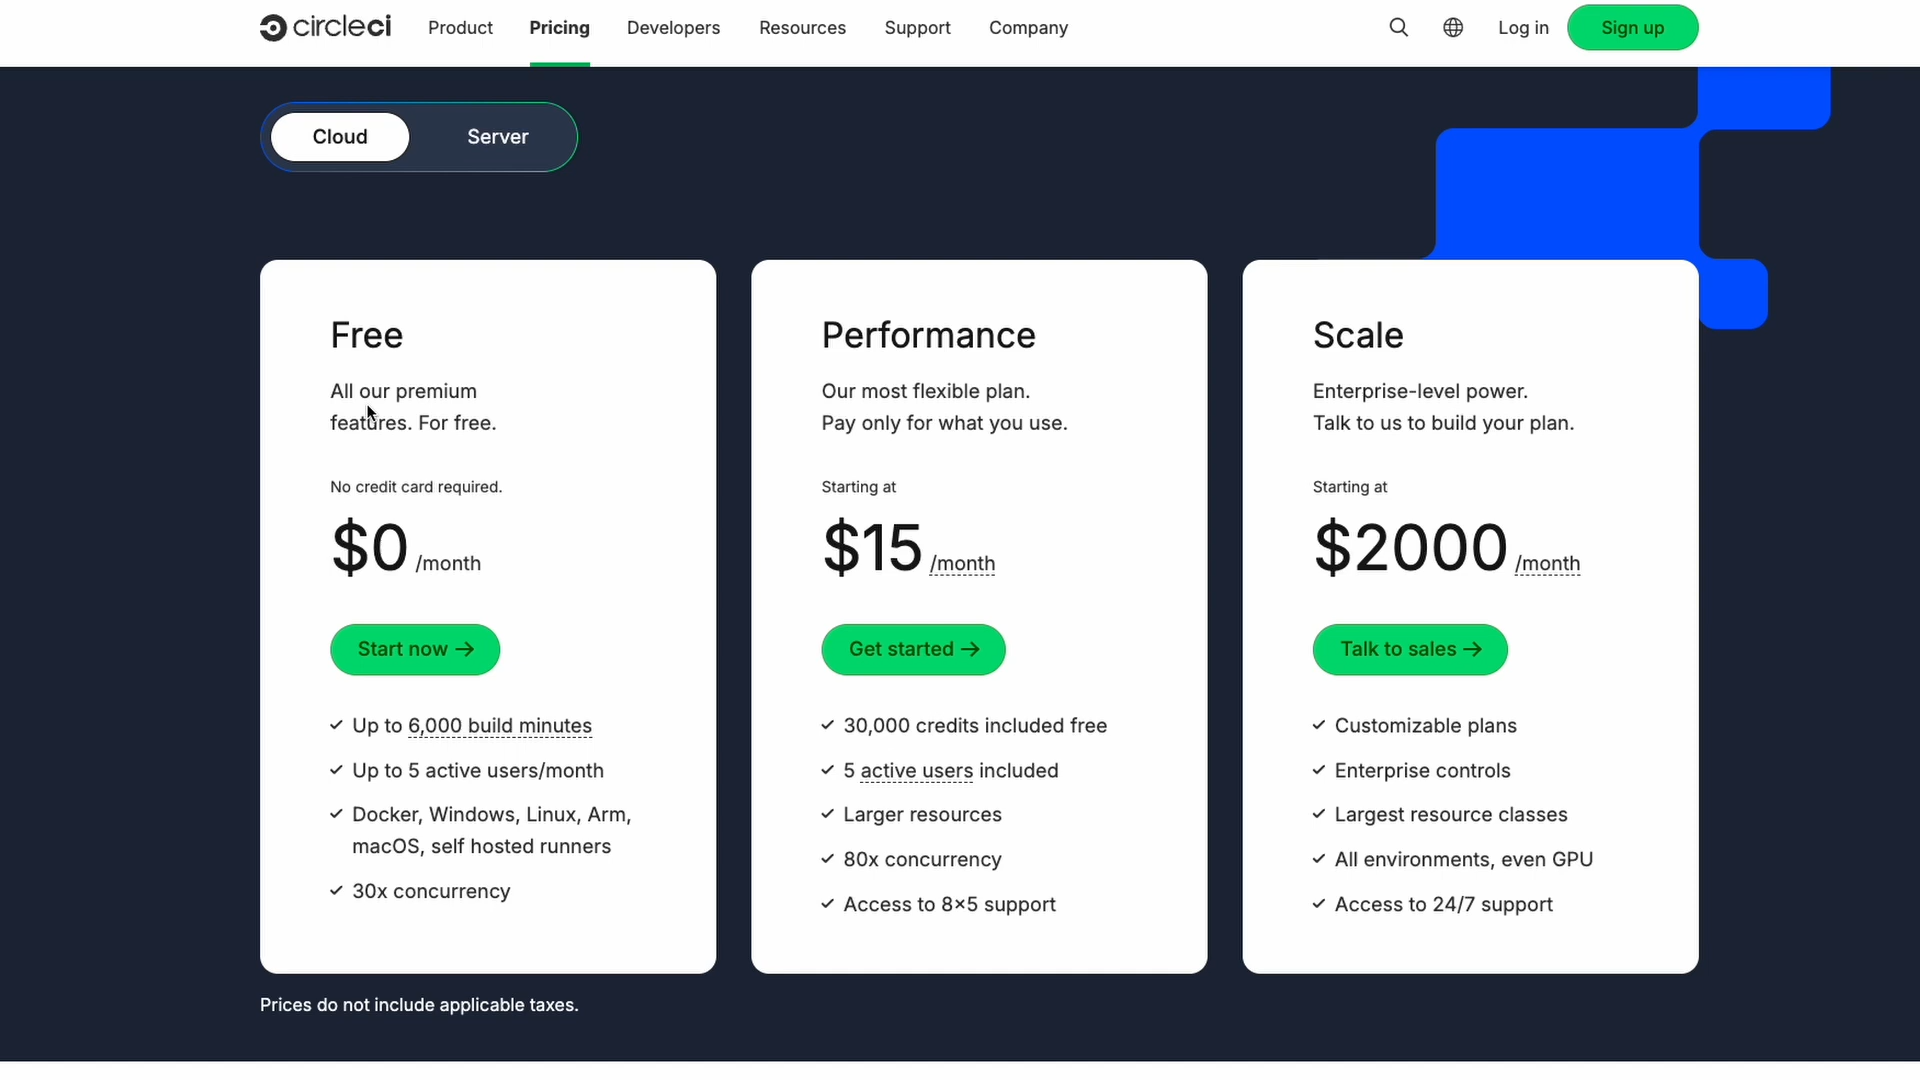 circleci Product Pricing Developers Resources Support Company Log in Sign up
Cloud Server
Free
All our premium
features. For free.
No credit card required.
$0 /month
Start now →
Up to 6,000 build minutes
Up to 5 active users/month
Docker, Windows, Linux, Arm,
macOS, self hosted runners
30x concurrency
Performance
Our most flexible plan.
Pay only for what you use.
Starting at
$15 /month
Get started →
30,000 credits included free
5 active users included
Larger resources
80x concurrency
Access to 8×5 support
Scale
Enterprise-level power.
Talk to us to build your plan.
Starting at
$2000 /month
Talk to sales →
Customizable plans
Enterprise controls
Largest resource classes
All environments, even GPU
Access to 24/7 support
Prices do not include applicable taxes.